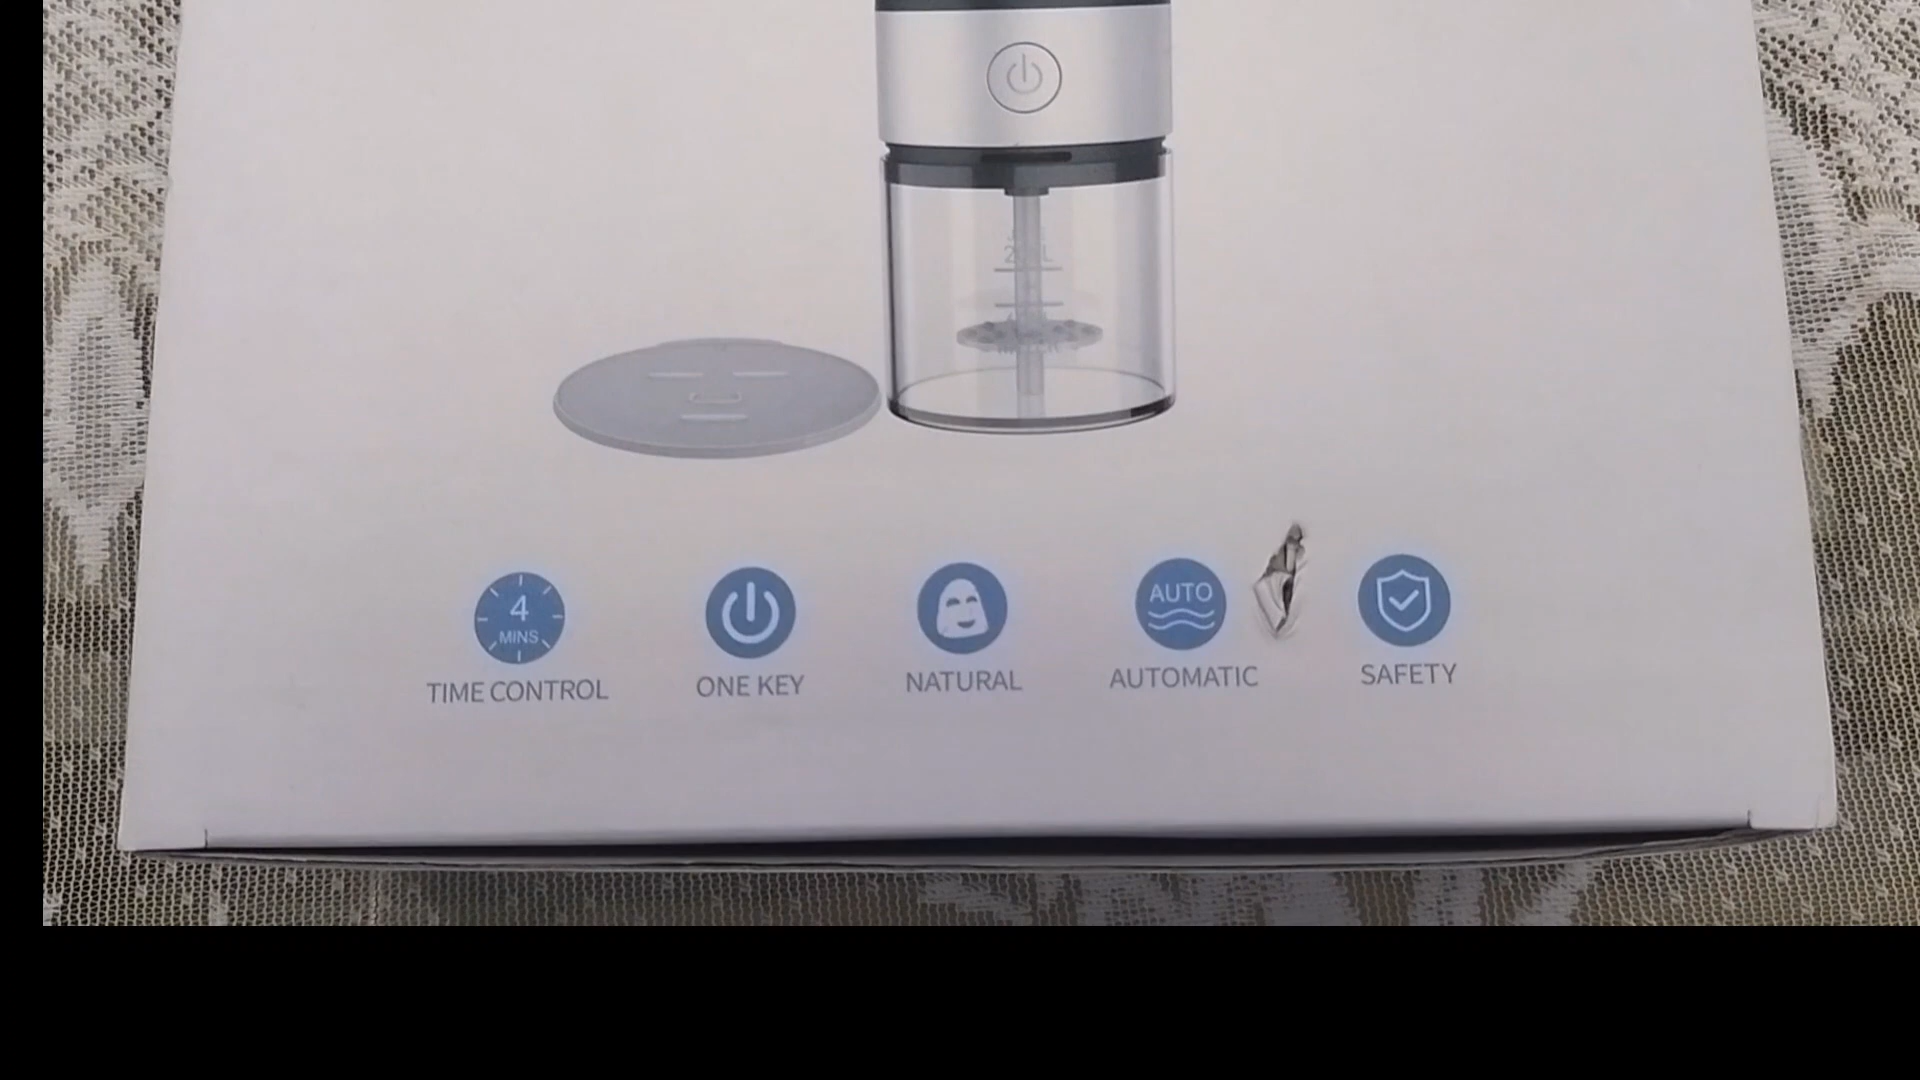 4
MINS
AUTO
TIME CONTROL
ONE KEY
NATURAL
AUTOMATIC
SAFETY